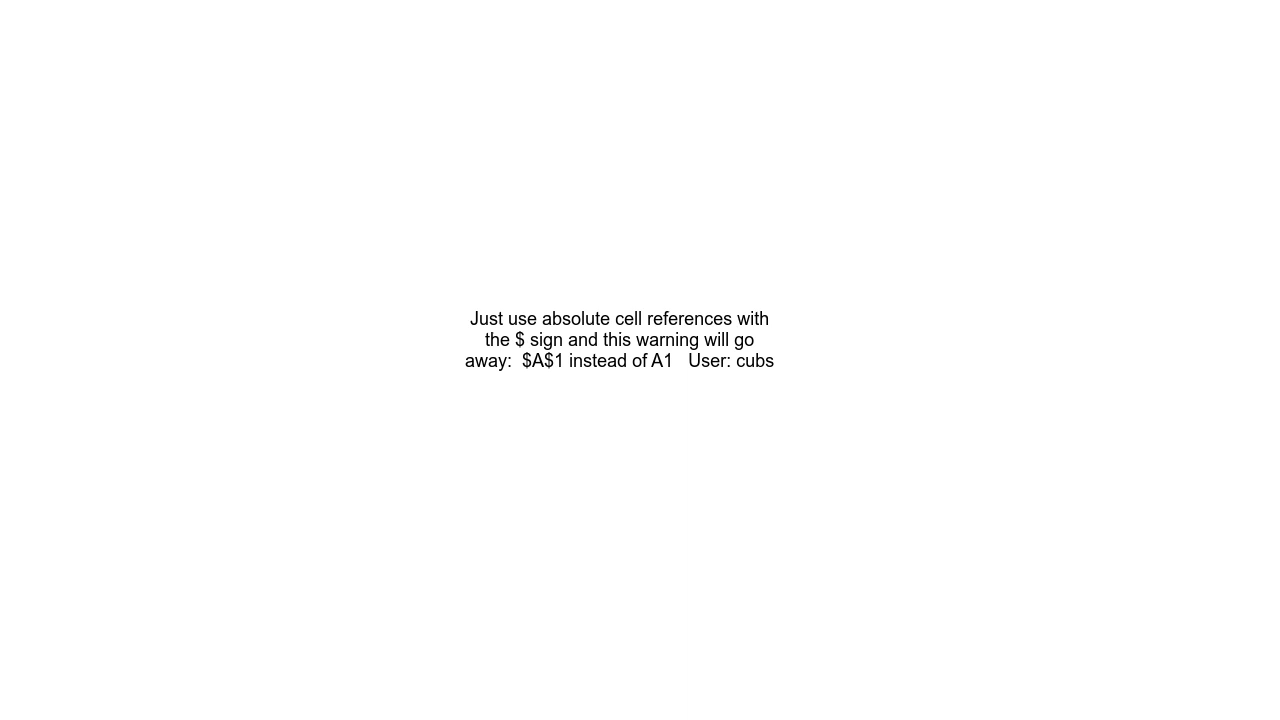 Just use absolute cell references with
the $ sign and this warning will go
away:  $A$1 instead of A1   User: cubs